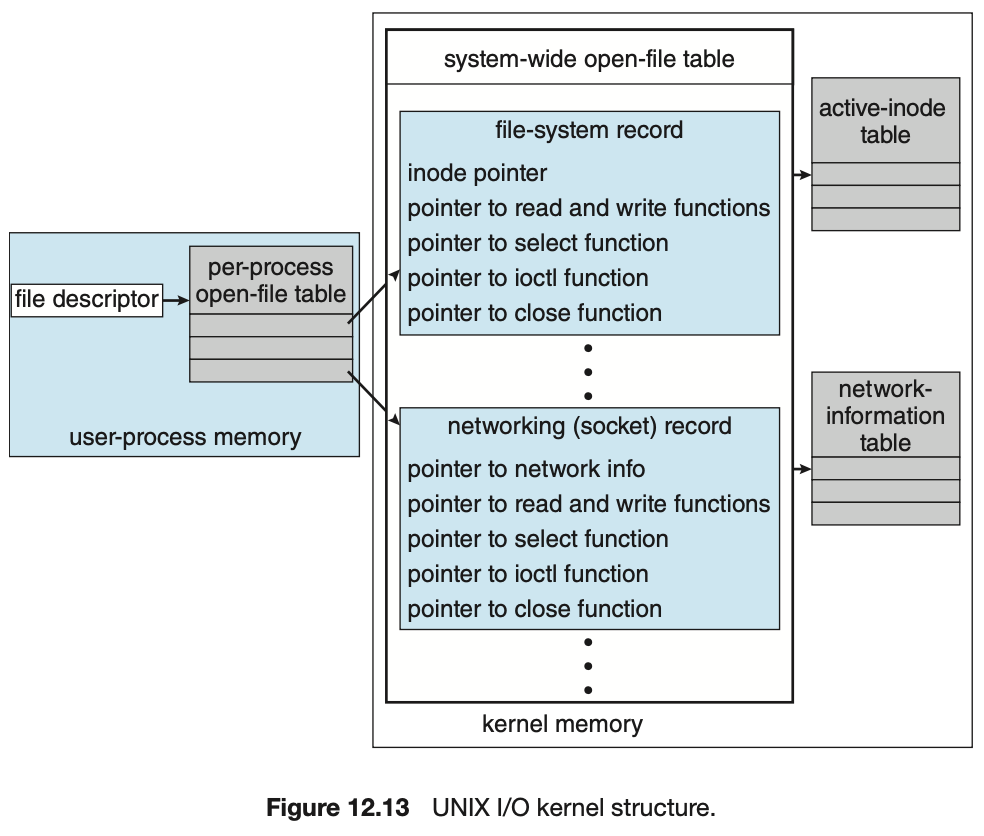 system-wide open-file table
file-system record
inode pointer
pointer to read and write functions
pointer to select function
pointer to ioctl function
pointer to close function
active-inode
table
file descriptor
per-process
open-file table
user-process memory
networking (socket) record
pointer to network info
pointer to read and write functions
pointer to select function
pointer to ioctl function
pointer to close function
network-
information
table
kernel memory
Figure 12.13 UNIX I/O kernel structure.